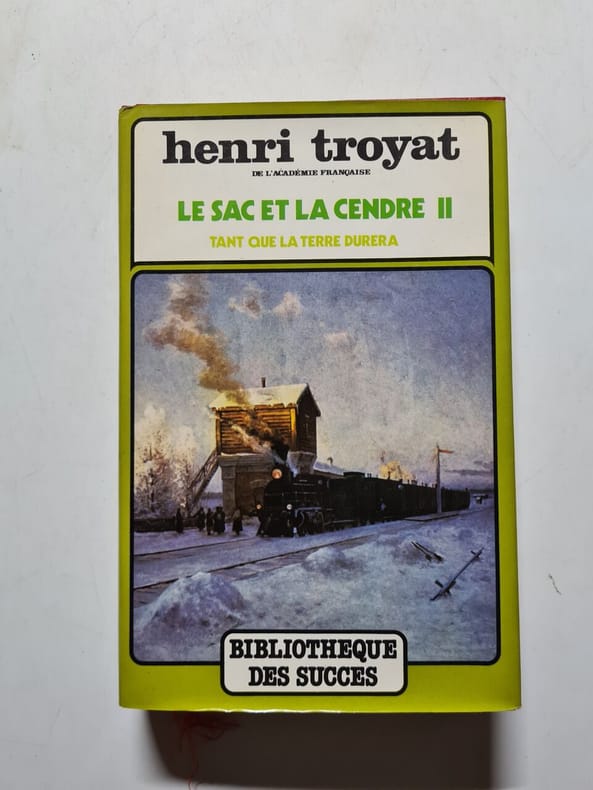 henri troyat
DE L'ACADÉMIE FRANÇAISE
LE SAC ET LA CENDRE II
TANT QUE LA TERRE DURERA
BIBLIOTHEQUE
DES SUCCES